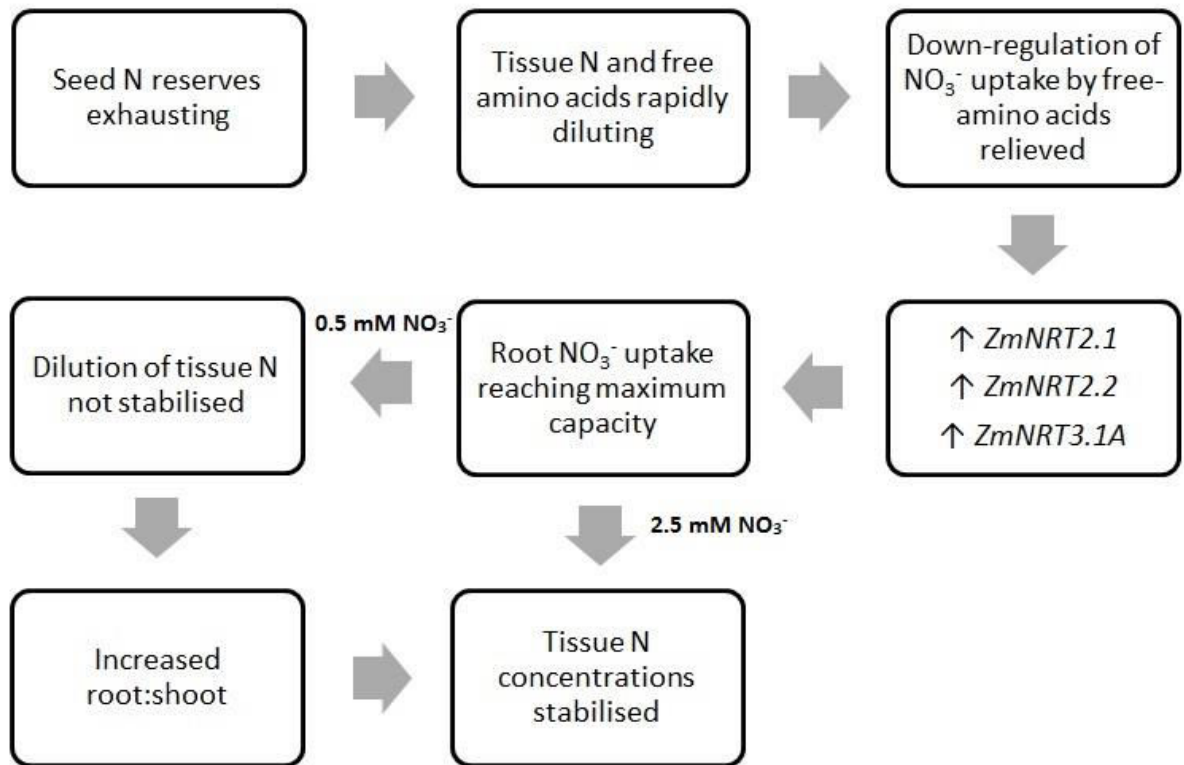 Seed N reserves
exhausting
Tissue N and free
amino acids rapidly
diluting
Down-regulation of
NO₃⁻ uptake by free-
amino acids
relieved
↑ ZmNRT2.1
↑ ZmNRT2.2
↑ ZmNRT3.1A
Root NO₃⁻ uptake
reaching maximum
capacity
0.5 mM NO₃⁻
Dilution of tissue N
not stabilised
2.5 mM NO₃⁻
Increased
root:shoot
Tissue N
concentrations
stabilised